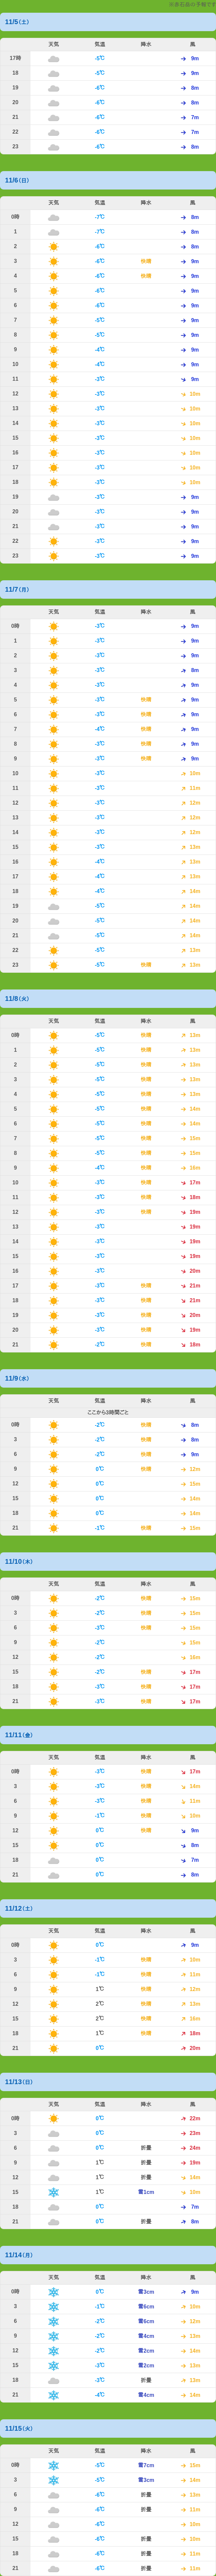 11/5(土)
天気 気温 降水 風
17時 -5℃ 9m
18 -5℃ 9m
19 -6℃ 8m
20 -6℃ 8m
21 -6℃ 7m
22 -6℃ 7m
23 -6℃ 8m
11/6(日)
天気 気温 降水 風
0時 -7℃ 8m
1 -7℃ 8m
2 -6℃ 8m
3 -6℃ 快晴 9m
4 -6℃ 快晴 9m
5 -6℃ 9m
6 -6℃ 9m
7 -5℃ 9m
8 -5℃ 9m
9 -4℃ 9m
10 -4℃ 9m
11 -3℃ 9m
12 -3℃ 10m
13 -3℃ 10m
14 -3℃ 10m
15 -3℃ 10m
16 -3℃ 10m
17 -3℃ 10m
18 -3℃ 10m
19 -3℃ 9m
20 -3℃ 9m
21 -3℃ 9m
22 -3℃ 9m
23 -3℃ 9m
11/7(月)
天気 気温 降水 風
0時 -3℃ 9m
1 -3℃ 9m
2 -3℃ 9m
3 -3℃ 8m
4 -3℃ 9m
5 -3℃ 快晴 9m
6 -3℃ 快晴 9m
7 -4℃ 快晴 9m
8 -3℃ 快晴 9m
9 -3℃ 快晴 9m
10 -3℃ 10m
11 -3℃ 11m
12 -3℃ 12m
13 -3℃ 12m
14 -3℃ 12m
15 -3℃ 13m
16 -4℃ 13m
17 -4℃ 13m
18 -4℃ 14m
19 -5℃ 14m
20 -5℃ 14m
21 -5℃ 14m
22 -5℃ 13m
23 -5℃ 快晴 13m
11/8(火)
天気 気温 降水 風
0時 -5℃ 快晴 13m
1 -5℃ 快晴 13m
2 -5℃ 快晴 13m
3 -5℃ 快晴 13m
4 -5℃ 快晴 13m
5 -5℃ 快晴 14m
6 -5℃ 快晴 14m
7 -5℃ 快晴 15m
8 -5℃ 快晴 15m
9 -4℃ 快晴 16m
10 -3℃ 快晴 17m
11 -2℃ 快晴 18m
12 -3℃ 快晴 19m
13 -3℃ 19m
14 -3℃ 19m
15 -3℃ 19m
16 -3℃ 20m
17 -3℃ 快晴 21m
18 -3℃ 快晴 21m
19 -3℃ 快晴 20m
20 -3℃ 快晴 19m
21 -2℃ 快晴 18m
11/9(水)
天気 気温 降水 風
ここから3時間ごと
0時 -2℃ 快晴 8m
3 -2℃ 快晴 8m
6 -2℃ 快晴 9m
9 0℃ 快晴 12m
12 0℃ 15m
15 0℃ 14m
18 0℃ 14m
21 -1℃ 快晴 15m
11/10(木)
天気 気温 降水 風
0時 -2℃ 快晴 15m
3 -2℃ 快晴 15m
6 -3℃ 快晴 15m
9 -2℃ 15m
12 -2℃ 16m
15 -2℃ 快晴 17m
18 -3℃ 快晴 17m
21 -3℃ 快晴 17m
11/11(金)
天気 気温 降水 風
0時 -3℃ 快晴 17m
3 -3℃ 快晴 14m
6 -3℃ 快晴 11m
9 -1℃ 快晴 10m
12 0℃ 快晴 9m
15 0℃ 8m
18 0℃ 7m
21 0℃ 8m
11/12(土)
天気 気温 降水 風
0時 0℃ 9m
3 -1℃ 快晴 10m
6 -1℃ 快晴 11m
9 1℃ 快晴 12m
12 2℃ 快晴 13m
15 2℃ 快晴 16m
18 1℃ 快晴 18m
21 0℃ 20m
11/13(日)
天気 気温 降水 風
0時 0℃ 22m
3 0℃ 23m
6 0℃ 折畳 24m
9 1℃ 折畳 19m
12 1℃ 折畳 14m
15 1℃ 雪1cm 10m
18 0℃ 7m
21 0℃ 折畳 8m
11/14(月)
天気 気温 降水 風
0時 0℃ 雪3cm 9m
3 -1℃ 雪6cm 10m
6 -2℃ 雪6cm 12m
9 -2℃ 雪4cm 13m
12 -2℃ 雪2cm 14m
15 -3℃ 雪2cm 13m
18 -3℃ 折畳 13m
21 -4℃ 雪4cm 14m
11/15(火)
天気 気温 降水 風
0時 -5℃ 雪7cm 15m
3 -5℃ 雪3cm 14m
6 -6℃ 折畳 13m
9 -6℃ 折畳 11m
12 -6℃ 10m
15 -6℃ 折畳 10m
18 -6℃ 折畳 11m
21 -6℃ 折畳 11m